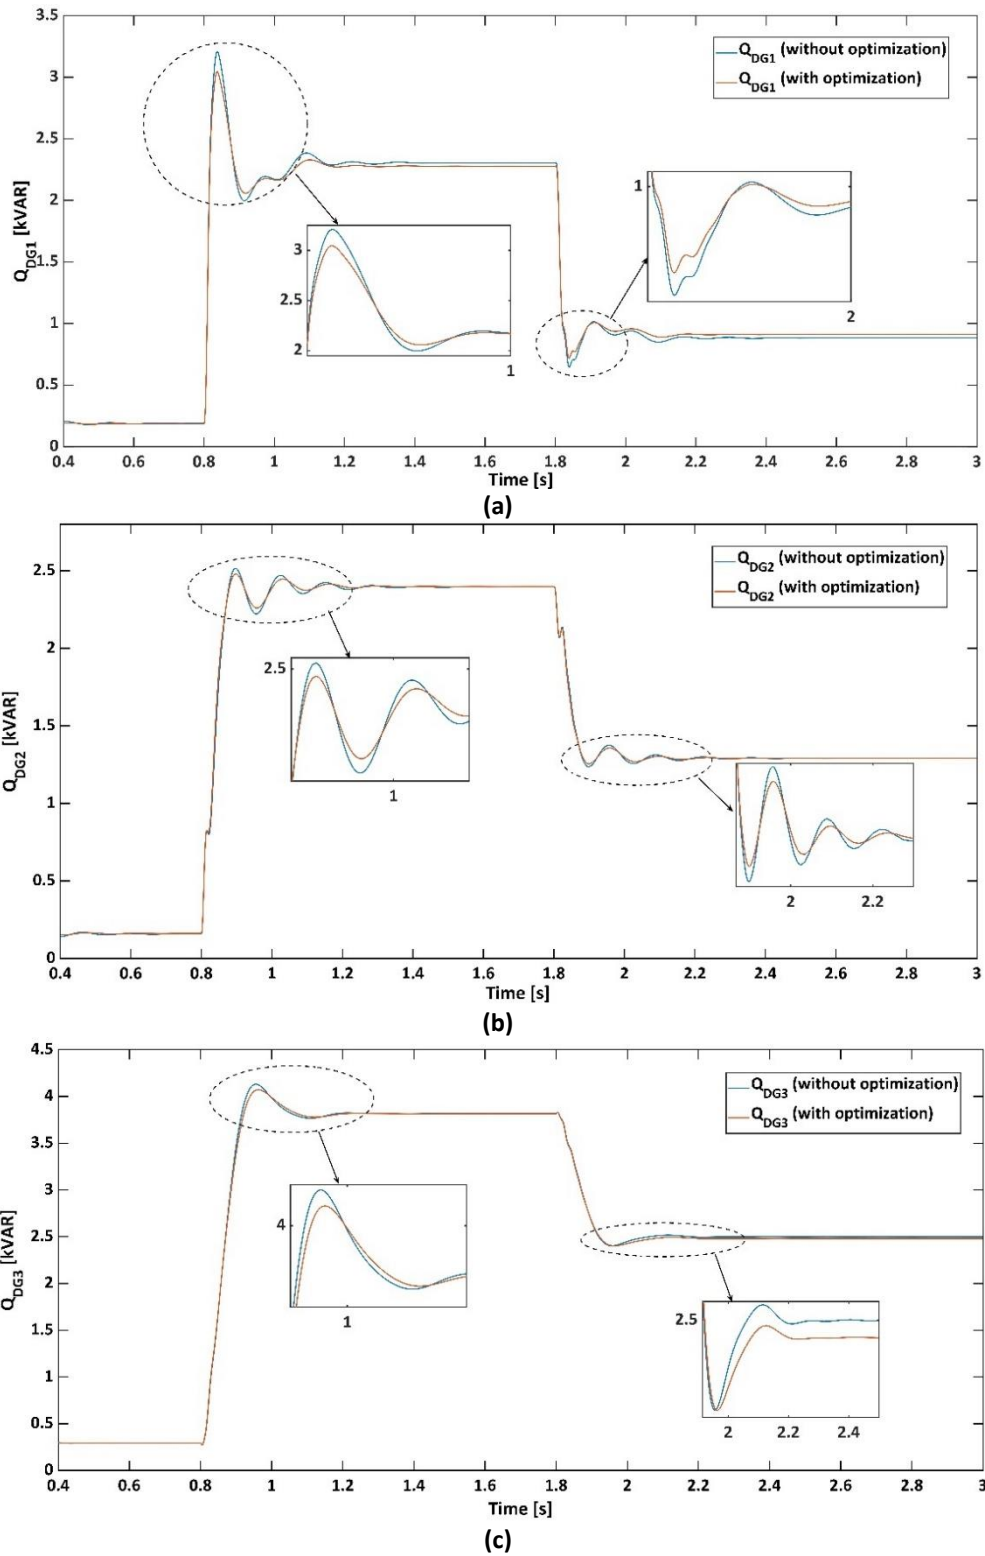 3.5
Q_DG1 (without optimization)
Q_DG1 (with optimization)
3
2.5
2
1.5
1
0.5
0
Q_DG1 [kVAR]
3
2.5
2
1
1
2
0.4 0.6 0.8 1 1.2 1.4 1.6 1.8 2 2.2 2.4 2.6 2.8 3
Time [s]
(a)
Q_DG2 (without optimization)
Q_DG2 (with optimization)
2.5
2
1.5
1
0.5
0
Q_DG2 [kVAR]
2.5
1
2 2.2
0.4 0.6 0.8 1 1.2 1.4 1.6 1.8 2 2.2 2.4 2.6 2.8 3
Time [s]
(b)
4.5
Q_DG3 (without optimization)
Q_DG3 (with optimization)
4
3.5
3
2.5
2
1.5
1
0.5
0
Q_DG3 [kVAR]
4
1
2.5
2 2.2 2.4
0.4 0.6 0.8 1 1.2 1.4 1.6 1.8 2 2.2 2.4 2.6 2.8 3
Time [s]
(c)